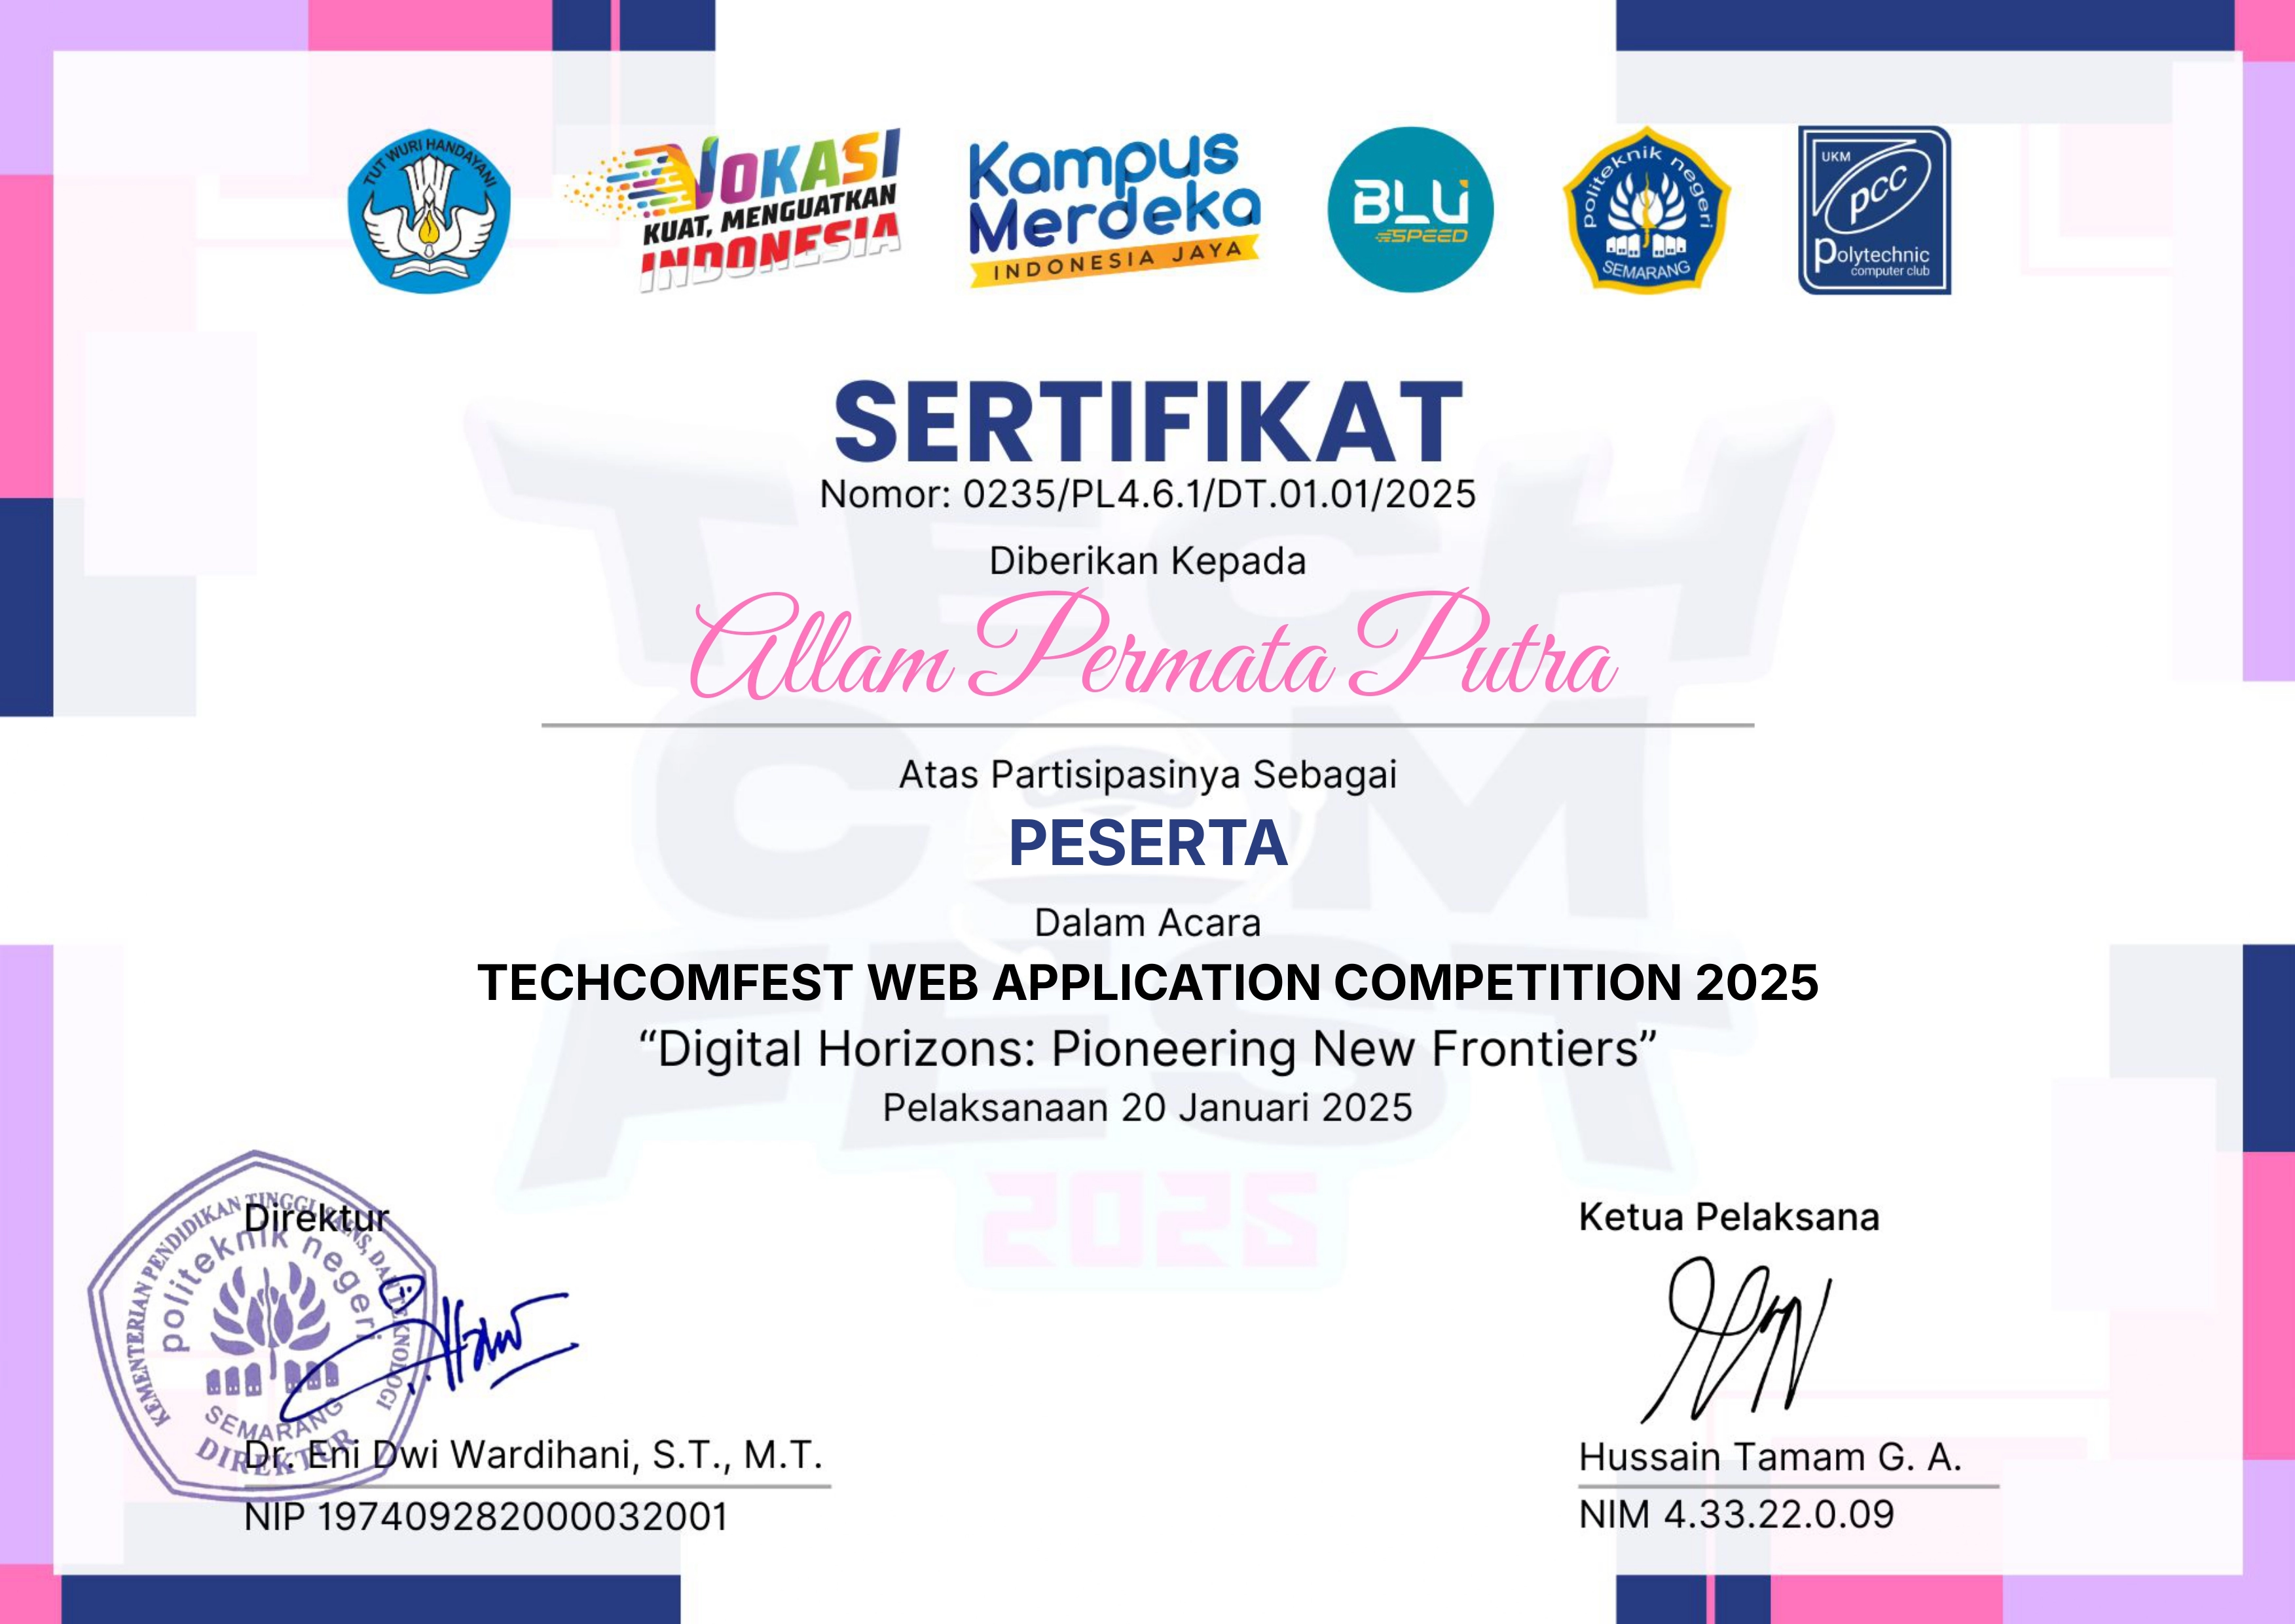 TUT WURI HANDAYANI
VOKASI
KUAT, MENGUATKAN
INDONESIA
Kampus
Merdeka
INDONESIA JAYA
BLU
SPEED
politeknik negeri
SEMARANG
UKM
pcc
Polytechnic
computer club
SERTIFIKAT
Nomor: 0235/PL4.6.1/DT.01.01/2025
Diberikan Kepada
Allam Permata Putra
Atas Partisipasinya Sebagai
PESERTA
Dalam Acara
TECHCOMFEST WEB APPLICATION COMPETITION 2025
“Digital Horizons: Pioneering New Frontiers”
Pelaksanaan 20 Januari 2025
TECH
COM
FEST
2025
Direktur
KEMENTERIAN PENDIDIKAN TINGGI, SAINS, DAN TEKNOLOGI
politeknik negeri
SEMARANG
DIREKTUR
Dr. Eni Dwi Wardihani, S.T., M.T.
NIP 197409282000032001
Ketua Pelaksana
Hussain Tamam G. A.
NIM 4.33.22.0.09